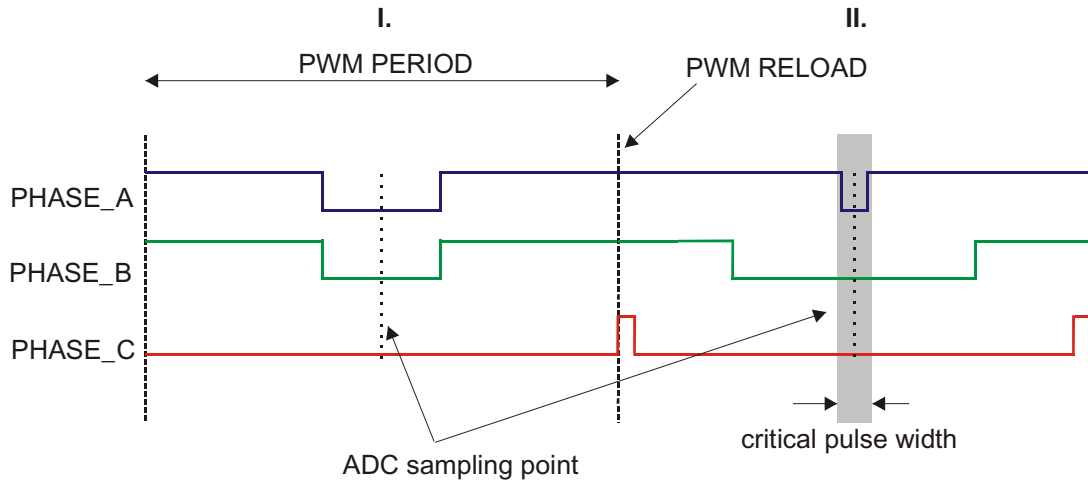 I.
II.
PWM PERIOD
PWM RELOAD
PHASE_A
PHASE_B
PHASE_C
critical pulse width
ADC sampling point